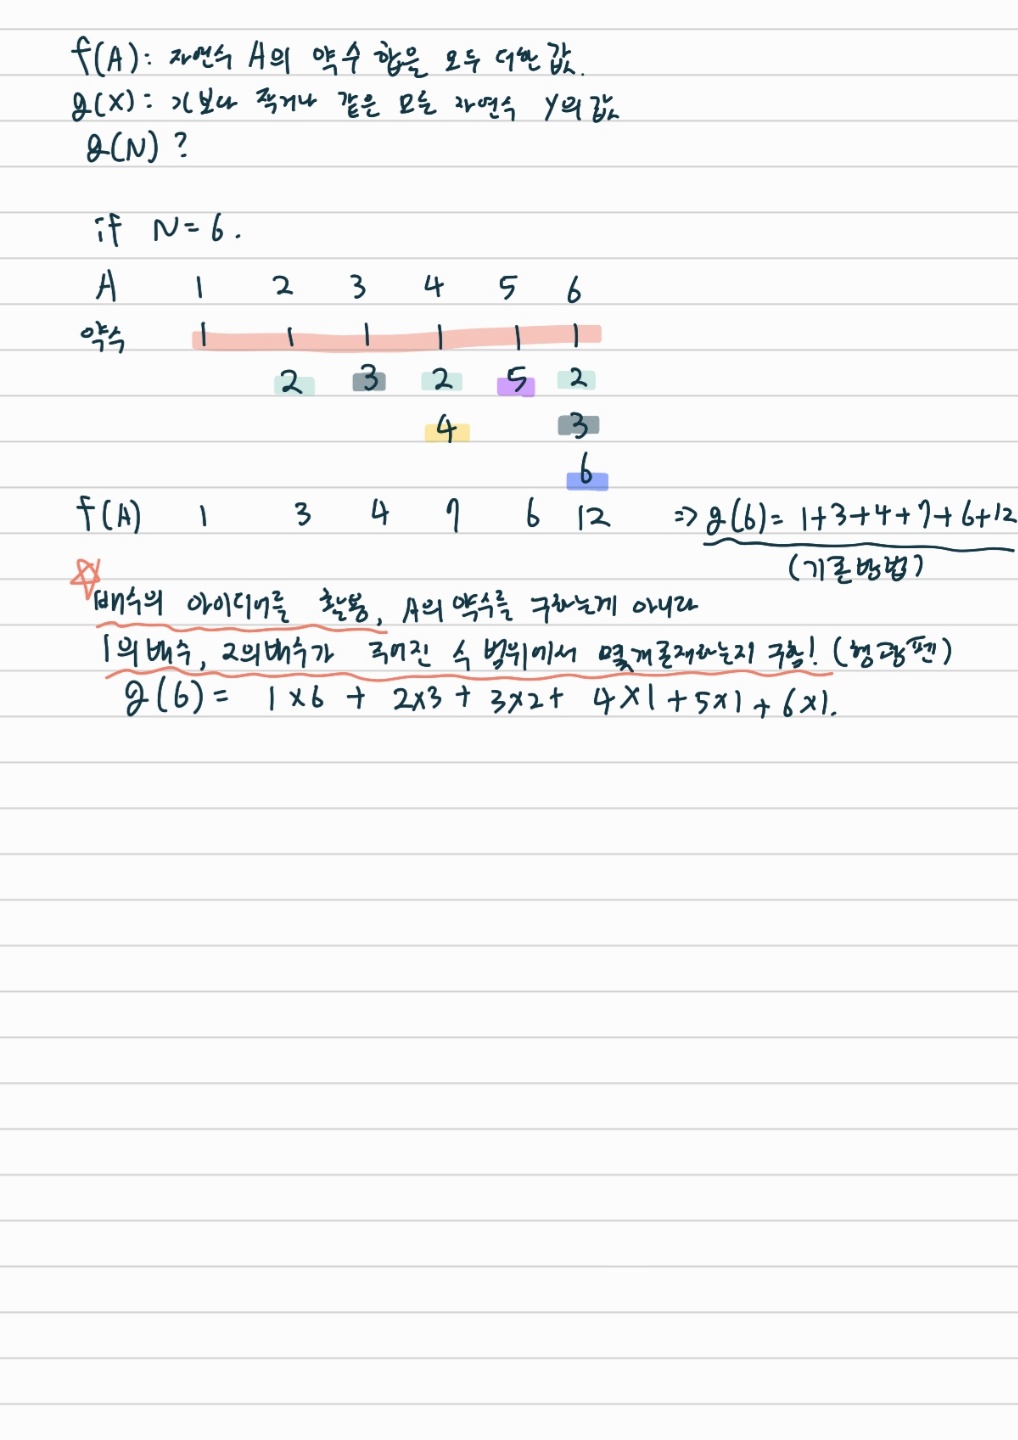 f(A) : 자연수 A의 약수 합을 모두 더한 값.
g(x) : x보다 작거나 같은 모든 자연수 y의 값
g(N) ?
if N=6.
A 1 2 3 4 5 6
약수 1 1 1 1 1 1
2 3 2 5 2
4 3
6
f(A) 1 3 4 7 6 12 => g(6)= 1+3+4+7+6+12
(기존방법)
☆
배수의 아이디어를 활용, A의 약수를 구하는게 아니라
1의 배수, 2의 배수가 주어진 수 범위에서 몇개 존재하는지 구함! (형광펜)
g(6) = 1×6 + 2×3 + 3×2 + 4×1 + 5×1 + 6×1.